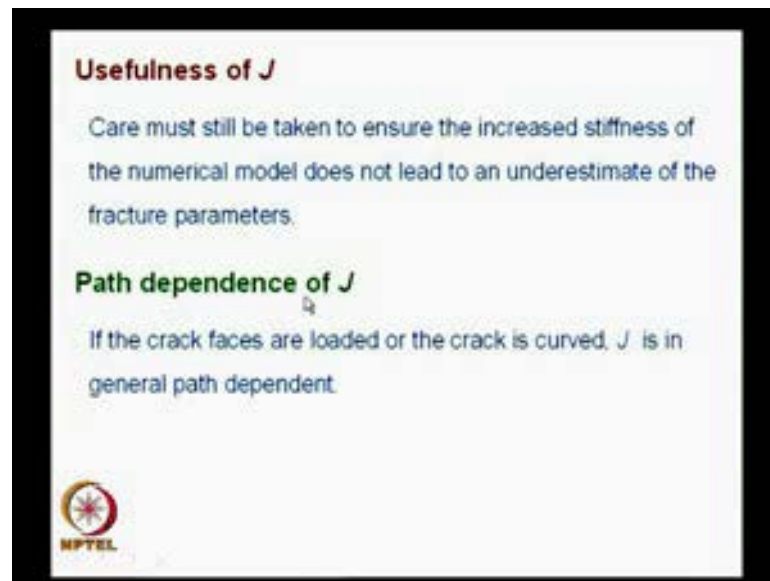 Usefulness of J
Care must still be taken to ensure the increased stiffness of
the numerical model does not lead to an underestimate of the
fracture parameters.
Path dependence of J
If the crack faces are loaded or the crack is curved, J is in
general path dependent.
NPTEL